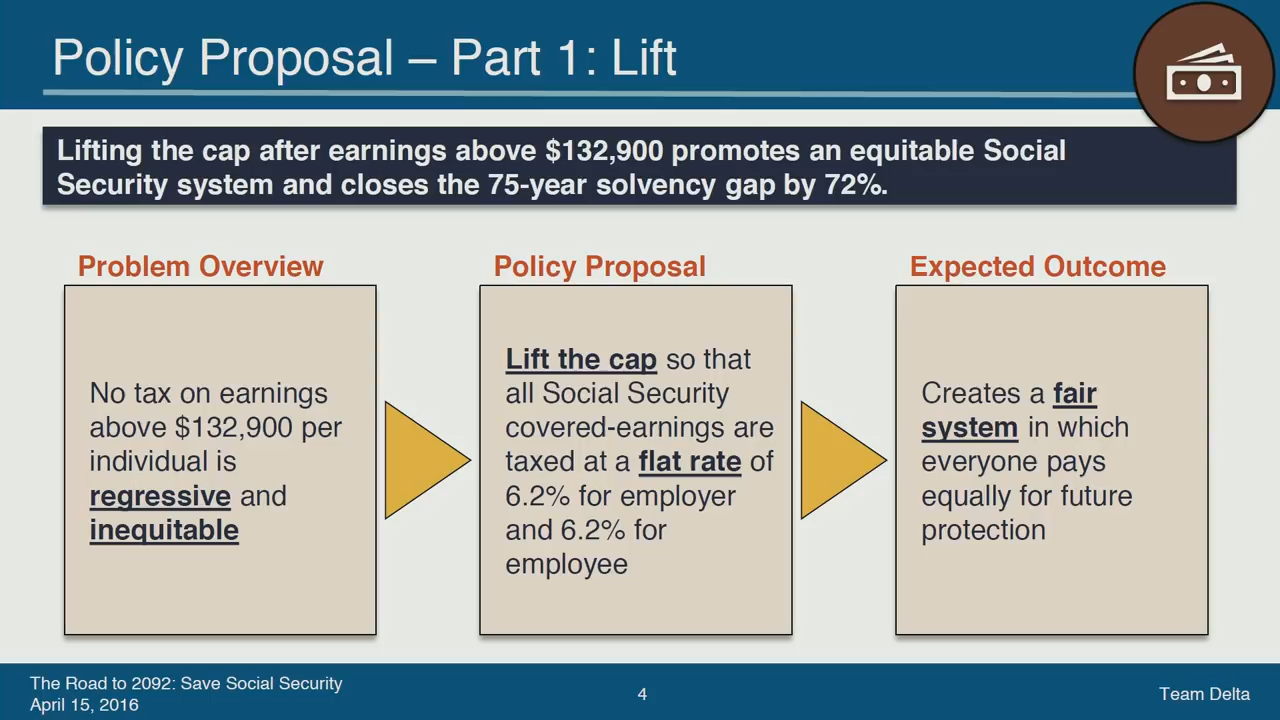 Policy Proposal – Part 1: Lift
Lifting the cap after earnings above $132,900 promotes an equitable Social
Security system and closes the 75-year solvency gap by 72%.
Problem Overview
No tax on earnings
above $132,900 per
individual is
regressive and
inequitable
Policy Proposal
Lift the cap so that
all Social Security
covered-earnings are
taxed at a flat rate of
6.2% for employer
and 6.2% for
employee
Expected Outcome
Creates a fair
system in which
everyone pays
equally for future
protection
The Road to 2092: Save Social Security
April 15, 2016
4
Team Delta